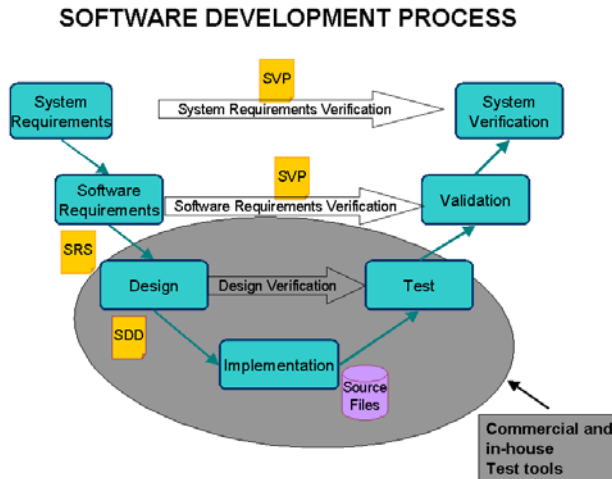 SOFTWARE DEVELOPMENT PROCESS
SVP
System
Requirements
System Requirements Verification
System
Verification
SVP
Software
Requirements
Software Requirements Verification
Validation
SRS
Design
Design Verification
Test
SDD
Implementation
Source
Files
Commercial and
in-house
Test tools